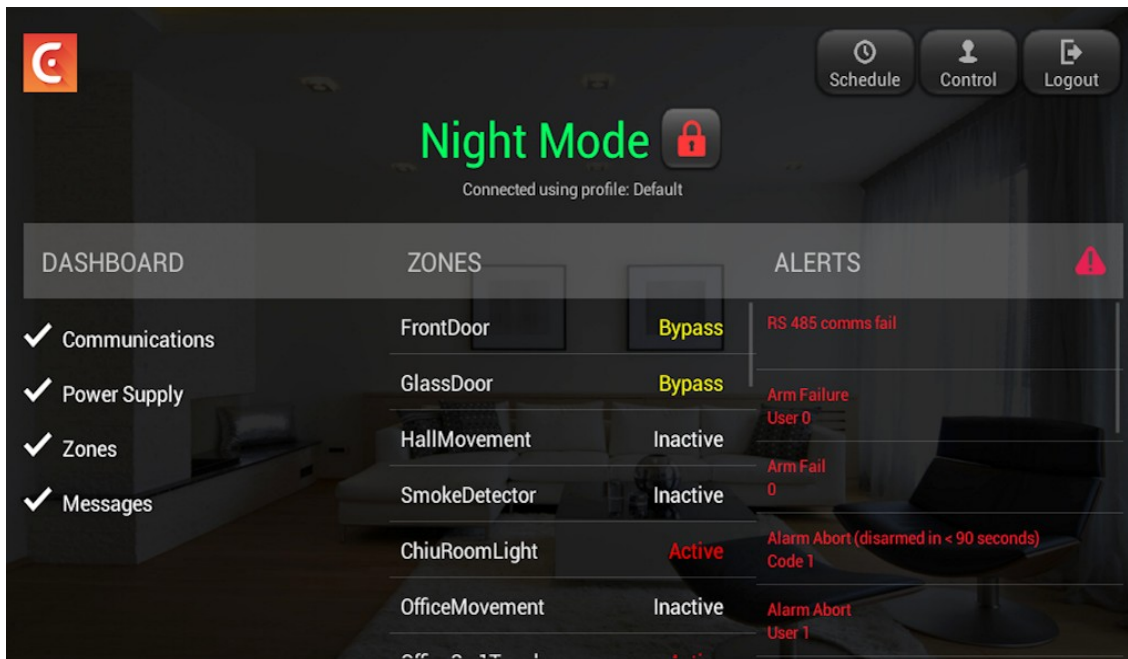 Schedule
Control
Logout
Night Mode
Connected using profile: Default
DASHBOARD
ZONES
ALERTS
Communications
Power Supply
Zones
Messages
FrontDoor Bypass
GlassDoor Bypass
HallMovement Inactive
SmokeDetector Inactive
ChiuRoomLight Active
OfficeMovement Inactive
Active
RS 485 comms fail
Arm Failure
User 0
Arm Fail
0
Alarm Abort (disarmed in < 90 seconds)
Code 1
Alarm Abort
User 1